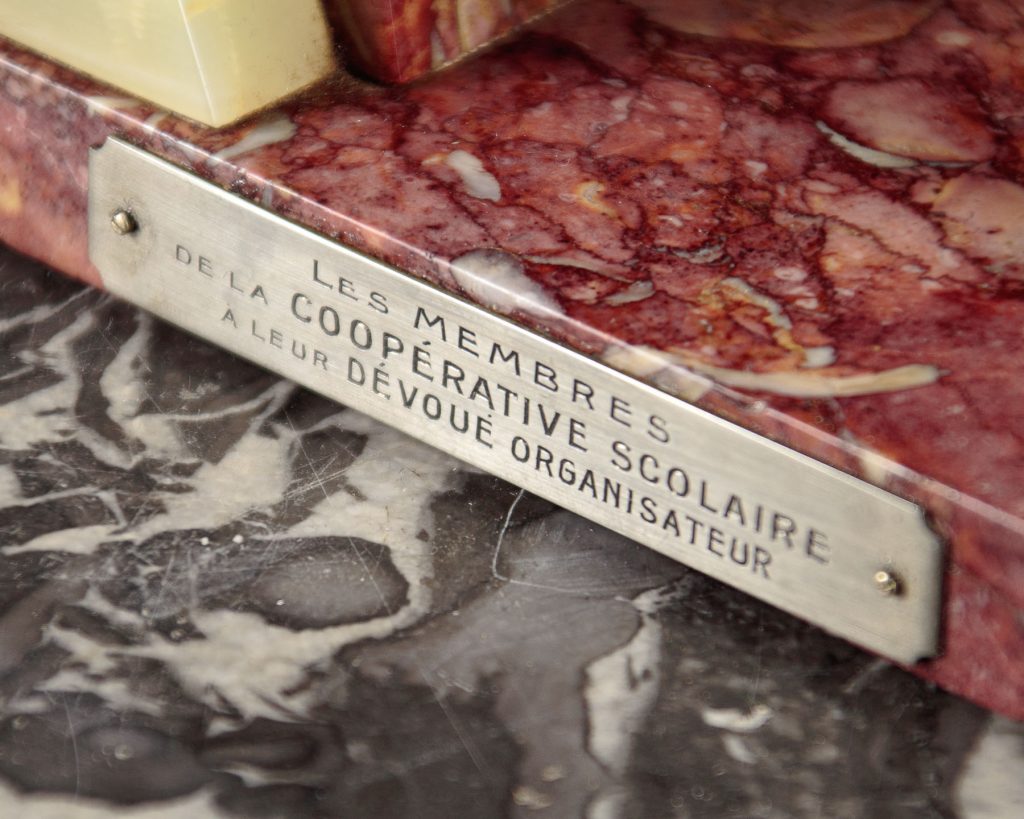 LES MEMBRES
DE LA COOPÉRATIVE SCOLAIRE
A LEUR DÉVOUÉ ORGANISATEUR